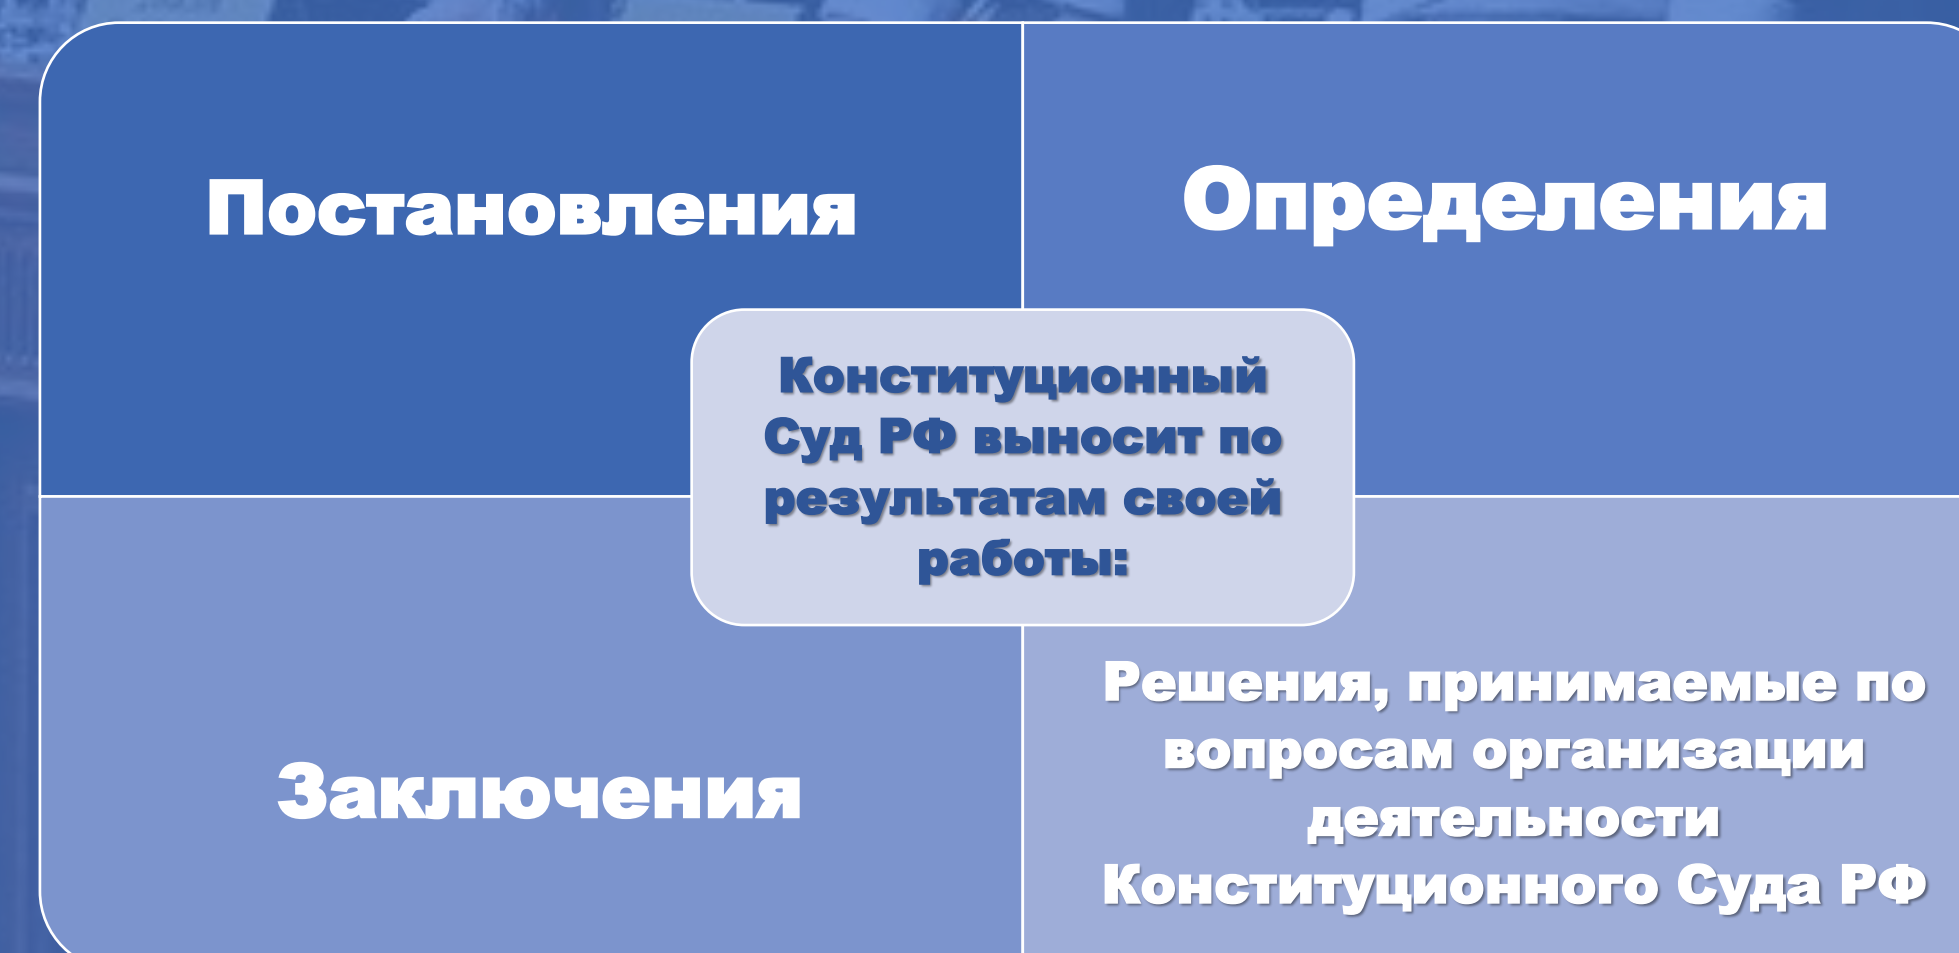 Постановления
Определения
Конституционный
Суд РФ выносит по
результатам своей
работы:
Заключения
Решения, принимаемые по
вопросам организации
деятельности
Конституционного Суда РФ